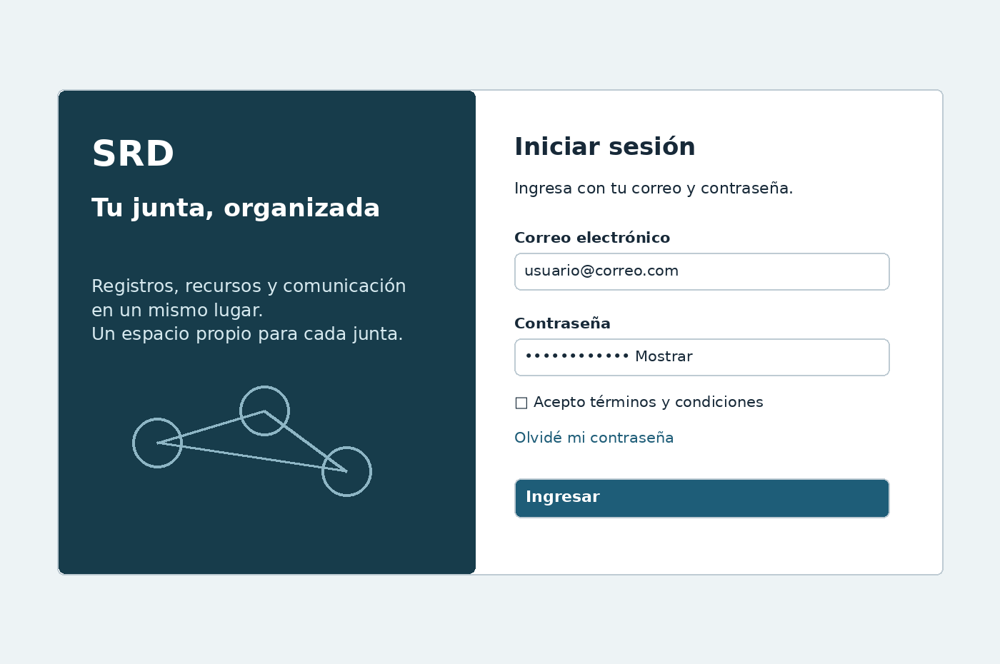 SRD
Tu junta, organizada
Registros, recursos y comunicación
en un mismo lugar.
Un espacio propio para cada junta.
Iniciar sesión
Ingresa con tu correo y contraseña.
Correo electrónico
usuario@correo.com
Contraseña
•••••••••••• Mostrar
☐ Acepto términos y condiciones
Olvidé mi contraseña
Ingresar